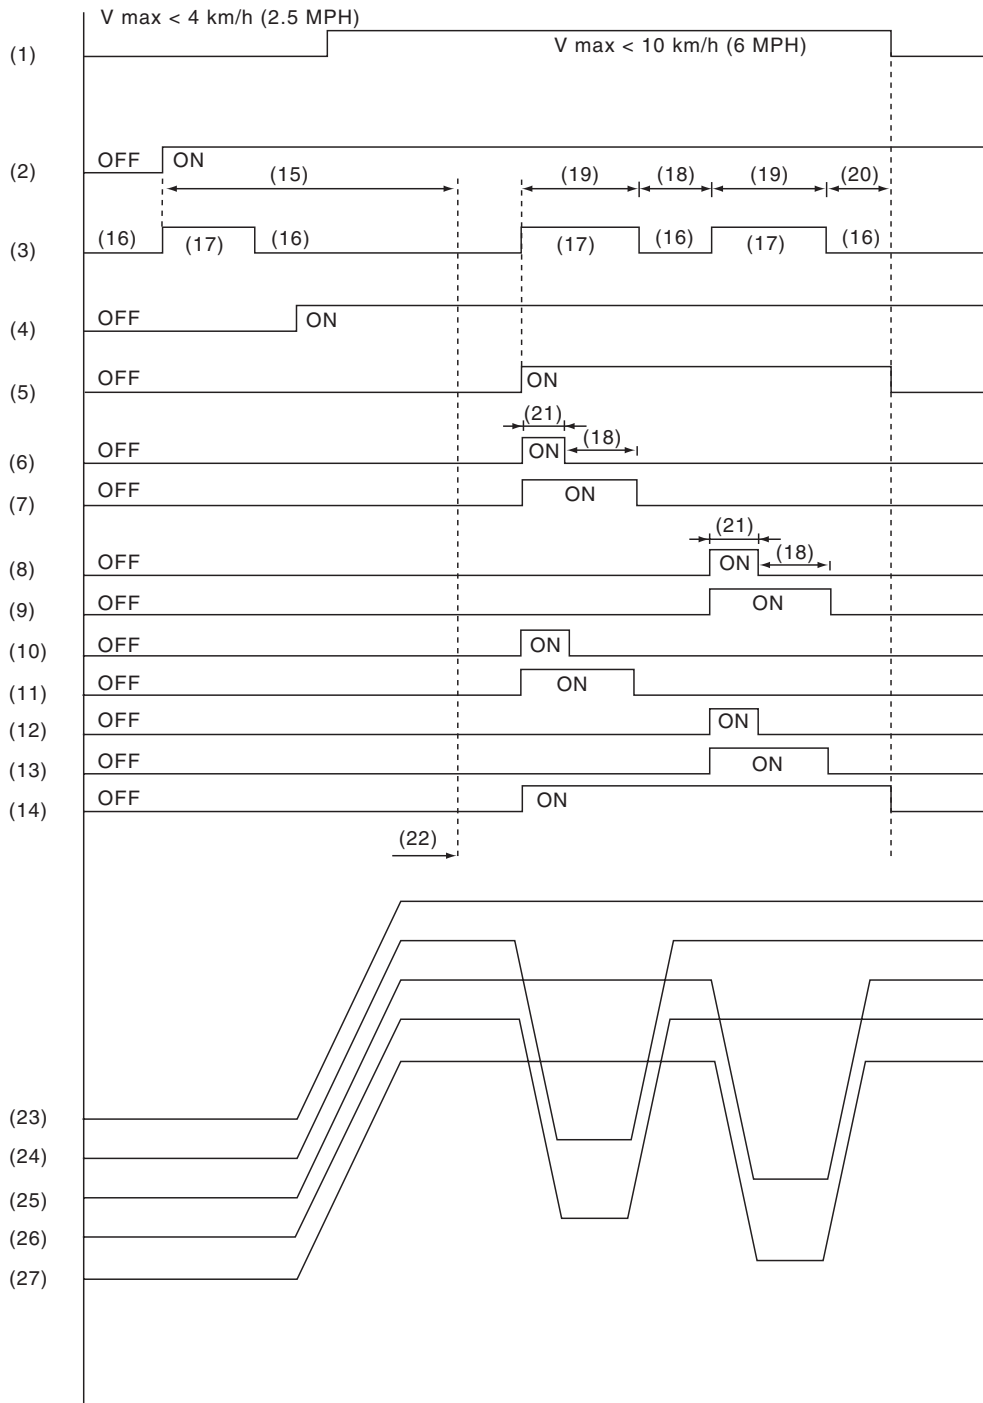 V max < 4 km/h (2.5 MPH)
(1)
V max < 10 km/h (6 MPH)
(2) OFF ON
(15) (19) (18) (19) (20)
(3) (16) (17) (16) (17) (16) (17) (16)
(4) OFF ON
(5) OFF ON
(21)
(18)
(6) OFF ON
(7) OFF ON
(21)
(18)
(8) OFF ON
(9) OFF ON
(10) OFF ON
(11) OFF ON
(12) OFF ON
(13) OFF ON
(14) OFF ON
(22)
(23)
(24)
(25)
(26)
(27)